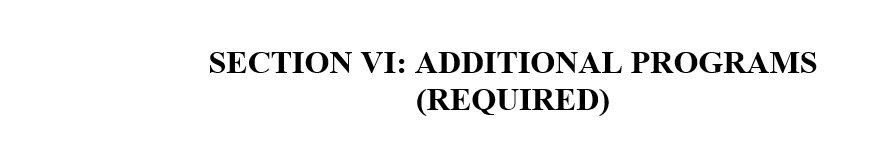 SECTION VI: ADDITIONAL PROGRAMS
(REQUIRED)